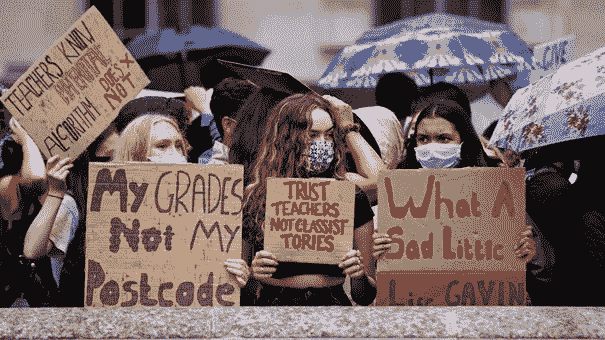 TEACHERS KNOW
ALGORITHM DOES NOT
My GRADES
Not My
Postcode
TRUST
TEACHERS
NOT CLASSIST
TORIES
What A
Sad Little
GAVIN